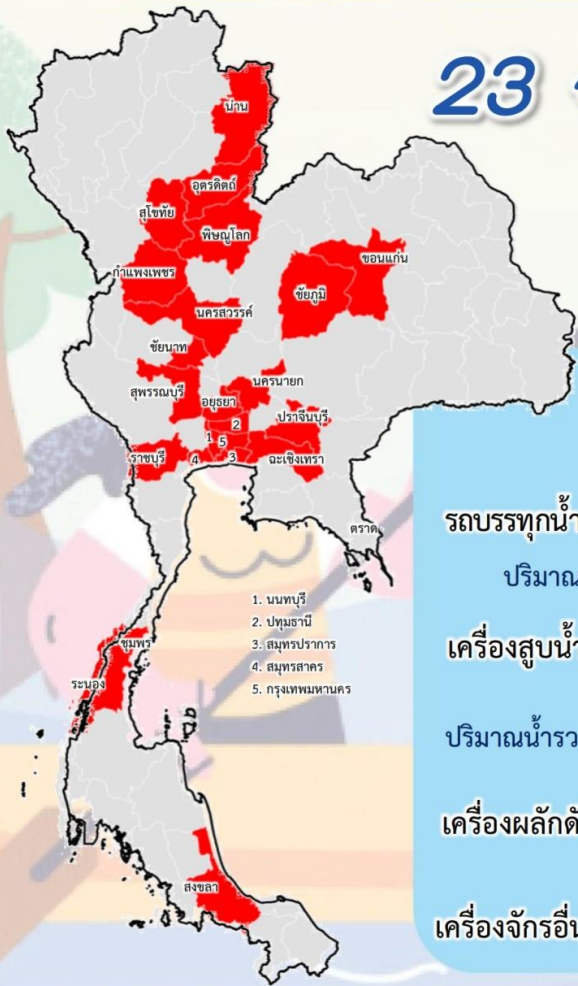 23
น่าน
อุตรดิตถ์
สุโขทัย
พิษณุโลก
ขอนแก่น
กำแพงเพชร
ชัยภูมิ
นครสวรรค์
ชัยนาท
นครนายก
สุพรรณบุรี
อยุธยา
ปราจีนบุรี
2
1
5
ราชบุรี
4
3
ฉะเชิงเทรา
ตราด
1. นนทบุรี
2. ปทุมธานี
3. สมุทรปราการ
4. สมุทรสาคร
5. กรุงเทพมหานคร
ชุมพร
ระนอง
สงขลา
รถบรรทุกน้ำ
ปริมาณ
เครื่องสูบน้ำ
ปริมาณน้ำรว
เครื่องผลักดั
เครื่องจักรอื่น